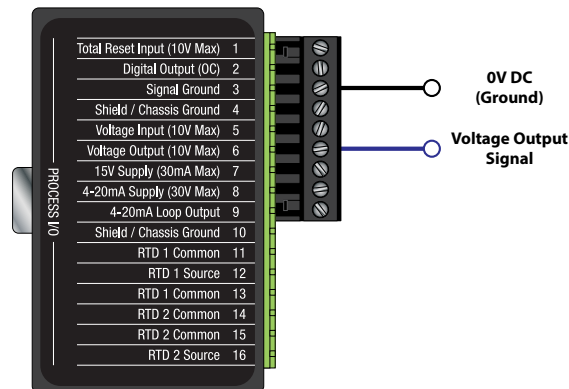 Total Reset Input (10V Max) 1
Digital Output (OC) 2
Signal Ground 3
Shield / Chassis Ground 4
Voltage Input (10V Max) 5
Voltage Output (10V Max) 6
15V Supply (30mA Max) 7
4-20mA Supply (30V Max) 8
4-20mA Loop Output 9
Shield / Chassis Ground 10
RTD 1 Common 11
RTD 1 Source 12
RTD 1 Common 13
RTD 2 Common 14
RTD 2 Common 15
RTD 2 Source 16
PROCESS I/O
0V DC
(Ground)
Voltage Output
Signal